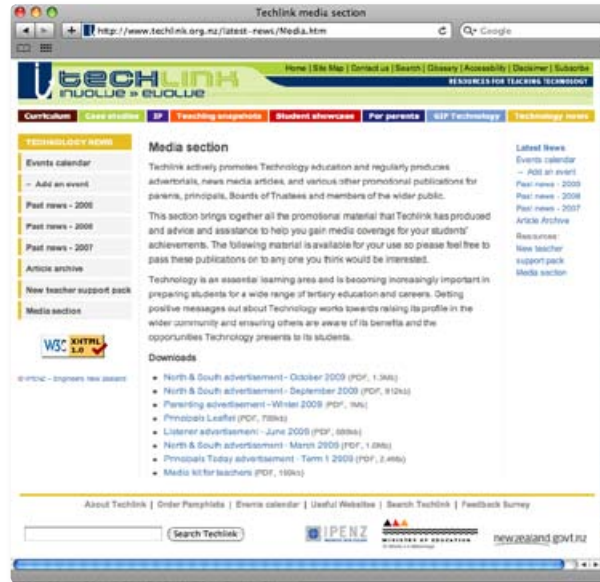 Techlink media section
http://www.techlink.org.nz/latest-news/Media.htm
Google
Home | Site Map | Contact us | Search | Glossary | Accessibility | Disclaimer | Subscribe
RESOURCES FOR TEACHING TECHNOLOGY
TECHLINK
INVOLVE » EVOLVE
Curriculum Case studies IP Teaching snapshots Student showcase For parents GIF Technology Technology news
TECHNOLOGY NEWS
Events calendar
– Add an event
Past news -
Past news -
Past news - 2007
Article archive
New teacher support pack
Media section
W3C XHTML 1.0
© IPENZ – Engineers New Zealand
Media section
Techlink actively promotes Technology education and regularly produces
advertorials, news media articles, and various other promotional publications for
parents, principals, Boards of Trustees and members of the wider public.
This section brings together all the promotional material that Techlink has produced
and advice and assistance to help you gain media coverage for your students'
achievements. The following material is available for your use so please feel free to
pass these publications on to any one you think would be interested.
Technology is an essential learning area and is becoming increasingly important in
preparing students for a wide range of tertiary education and careers. Getting
positive messages out about Technology works towards raising its profile in the
wider community and ensuring others are aware of its benefits and the
opportunities Technology presents to its students.
Downloads
North & South advertisement - October 2009 (PDF, 1.3Mb)
North & South advertisement - September 2009 (PDF, 912kb)
Parenting advertisement - Winter 2009 (PDF, 1Mb)
Principals Leaflet (PDF,
Listener advertisement - June 2009 (PDF,
North & South advertisement - March 2009 (PDF,
Principals Today advertisement - Term 1 2009 (PDF, 2.4Mb)
Media kit for teachers (PDF,
Latest News
Events calendar
– Add an event
Past news - 2009
Past news - 2008
Past news - 2007
Article Archive
Resources:
New teacher
support pack
Media section
About Techlink | Order Pamphlets | Events calendar | Useful Websites | Search Techlink | Feedback Survey
Search Techlink
IPENZ
MINISTRY OF EDUCATION
newzealand.govt.nz